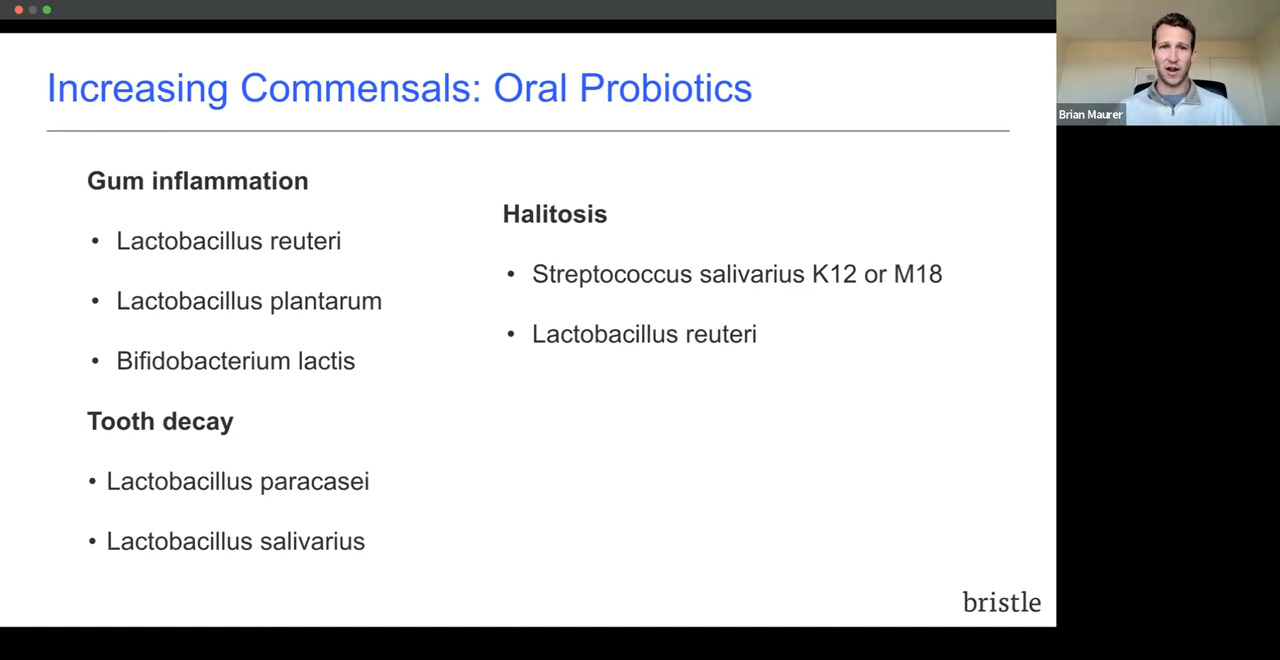 Increasing Commensals: Oral Probiotics
Gum inflammation
• Lactobacillus reuteri
• Lactobacillus plantarum
• Bifidobacterium lactis
Tooth decay
• Lactobacillus paracasei
• Lactobacillus salivarius
Halitosis
• Streptococcus salivarius K12 or M18
• Lactobacillus reuteri
bristle
Brian Maurer